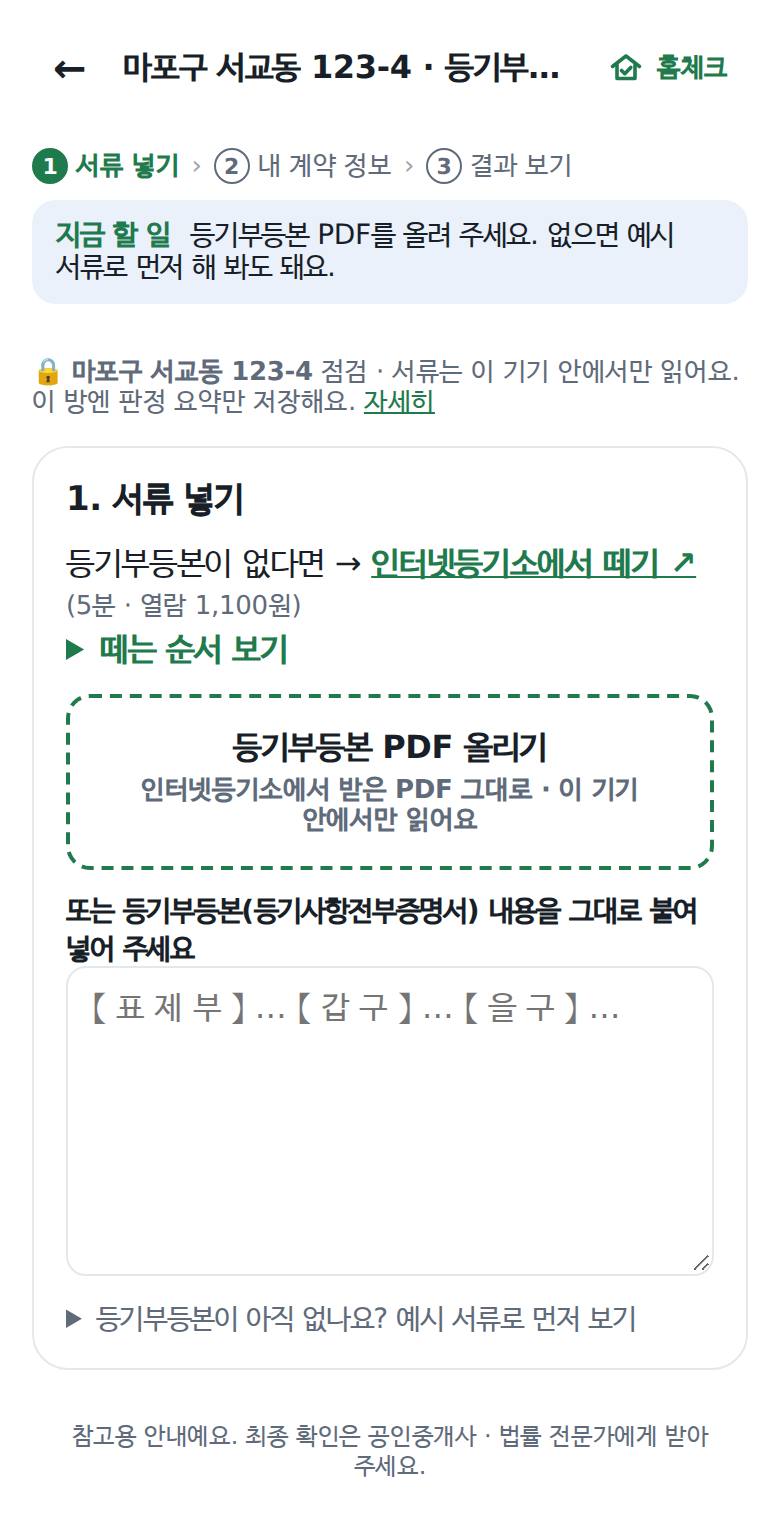 ← 마포구 서교동 123-4 · 등기부... 홈체크
1 서류 넣기 › 2 내 계약 정보 › 3 결과 보기
지금 할 일 등기부등본 PDF를 올려 주세요. 없으면 예시
서류로 먼저 해 봐도 돼요.
🔒 마포구 서교동 123-4 점검 · 서류는 이 기기 안에서만 읽어요.
이 방엔 판정 요약만 저장해요. 자세히
1. 서류 넣기
등기부등본이 없다면 → 인터넷등기소에서 떼기 ↗
(5분 · 열람 1,100원)
▶ 떼는 순서 보기
등기부등본 PDF 올리기
인터넷등기소에서 받은 PDF 그대로 · 이 기기
안에서만 읽어요
또는 등기부등본(등기사항전부증명서) 내용을 그대로 붙여
넣어 주세요
【 표 제 부 】...【 갑 구 】...【 을 구 】...
▶ 등기부등본이 아직 없나요? 예시 서류로 먼저 보기
참고용 안내예요. 최종 확인은 공인중개사 · 법률 전문가에게 받아
주세요.